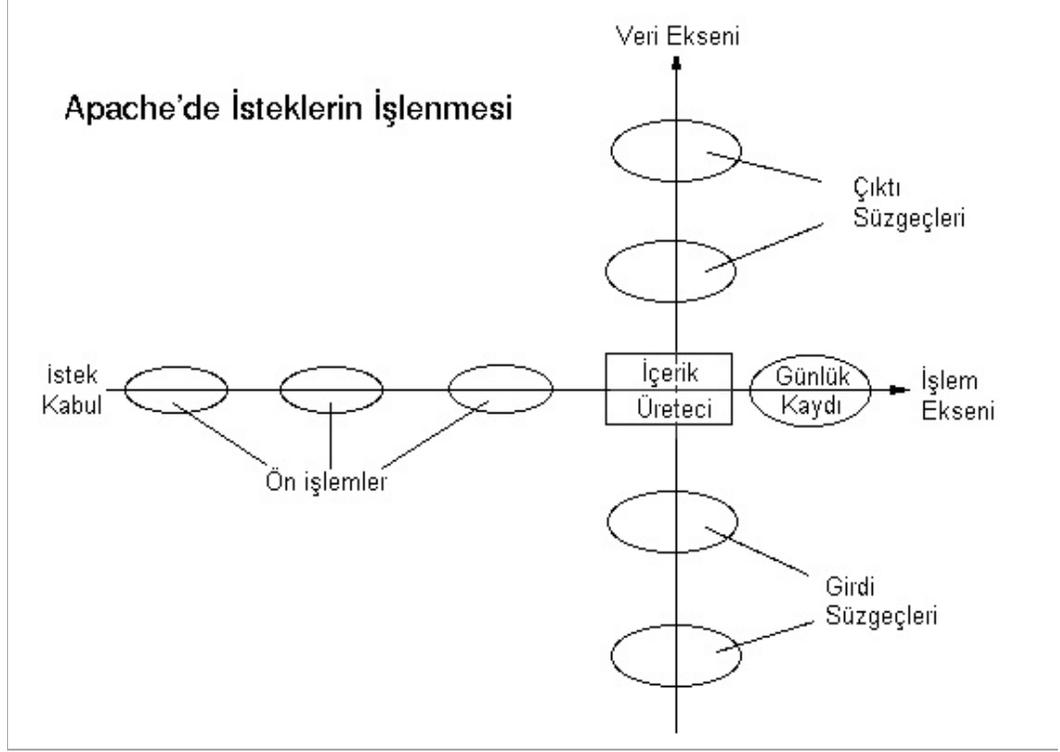 Veri Ekseni
Apache'de İsteklerin İşlenmesi
Çıktı
Süzgeçleri
İstek
Kabul
İçerik
Üreteci
Günlük
Kaydı
İşlem
Ekseni
Ön işlemler
Girdi
Süzgeçleri